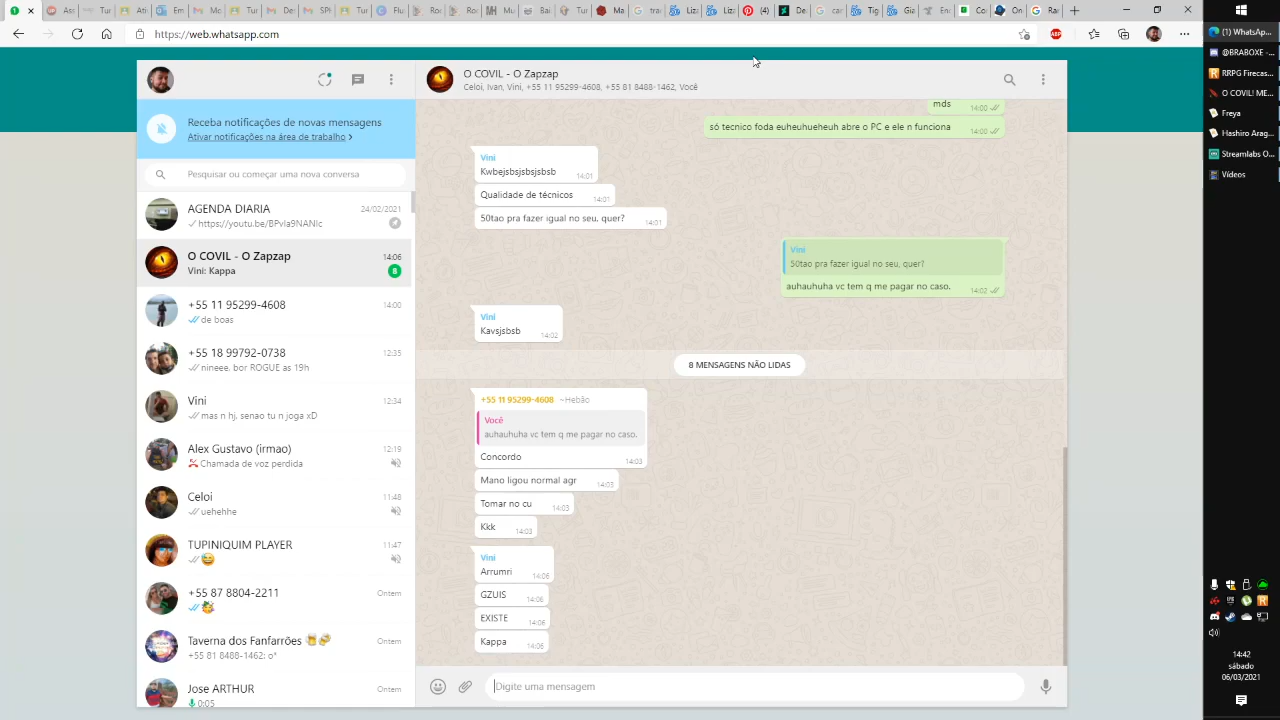 1
https://web.whatsapp.com
ABP
O COVIL - O Zapzap
Celoi, Ivan, Vini, +55 11 95299-4608, +55 81 8488-1462, Você
Receba notificações de novas mensagens
Ativar notificações na área de trabalho >
Pesquisar ou começar uma nova conversa
AGENDA DIARIA
24/02/2021
https://youtu.be/BPvIa9NANIc
O COVIL - O Zapzap
14:06
Vini: Kappa
8
+55 11 95299-4608
14:00
de boas
+55 18 99792-0738
12:35
nineee. bor ROGUE as 19h
Vini
12:34
mas n hj. senao tu n joga xD
Alex Gustavo (irmao)
12:19
Chamada de voz perdida
Celoi
11:48
uehehhe
TUPINIQUIM PLAYER
11:47
+55 87 8804-2211
Ontem
Taverna dos Fanfarrões
Ontem
+55 81 8488-1462: o*
Jose ARTHUR
Ontem
0:05
mds
14:00
só tecnico foda euheuhueheuh abre o PC e ele n funciona
14:00
Vini
Kwbejsbsjsbsjsbsb
14:01
Qualidade de técnicos
14:01
50tao pra fazer igual no seu, quer?
14:01
Vini
50tao pra fazer igual no seu, quer?
auhauhuha vc tem q me pagar no caso.
14:02
Vini
Kavsjsbsb
14:02
8 MENSAGENS NÃO LIDAS
+55 11 95299-4608 ~Hebão
Você
auhauhuha vc tem q me pagar no caso.
Concordo
14:03
Mano ligou normal agr
14:03
Tomar no cu
14:03
Kkk
14:03
Vini
Arrumri
14:06
GZUIS
14:06
EXISTE
14:06
Kappa
14:06
Digite uma mensagem
(1) WhatsAp...
@BRABOXE -...
RRPG Firecas...
O COVIL! ME...
Freya
Hashiro Arag...
Streamlabs O...
Vídeos
14:42
sábado
06/03/2021